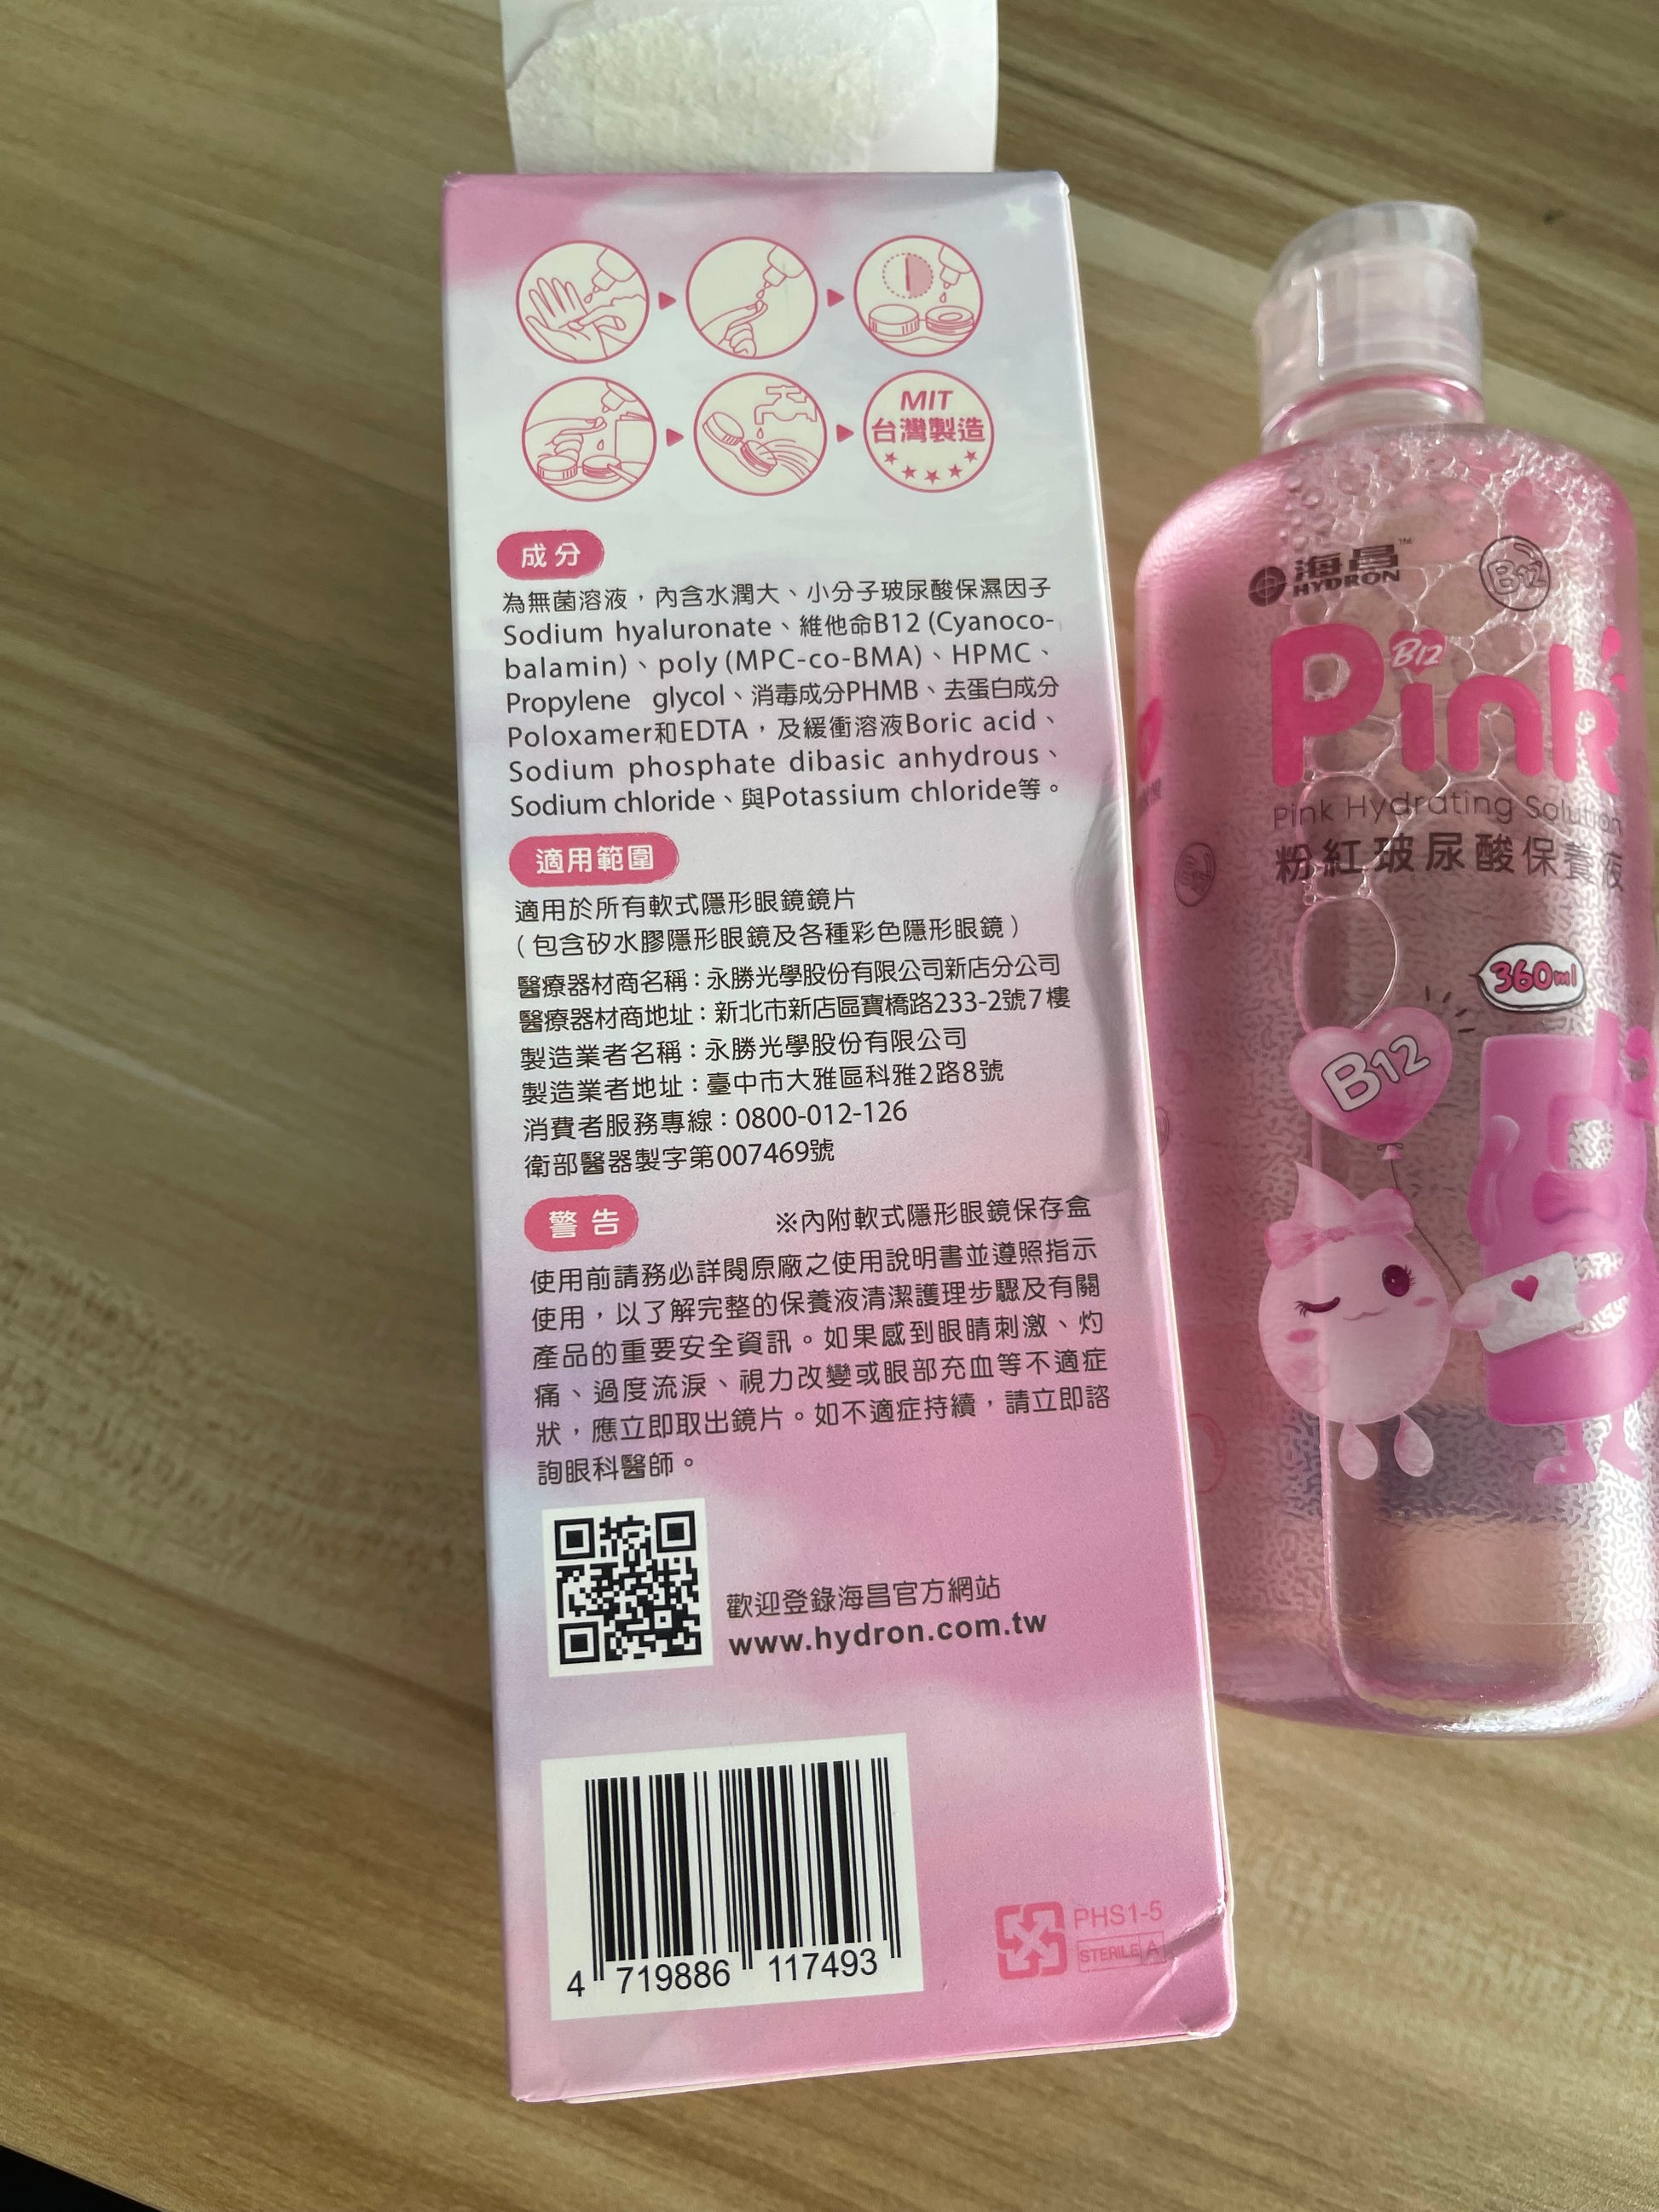 MIT
台灣製造
成分
為無菌溶液，內含水潤大、小分子玻尿酸保濕因子
Sodium hyaluronate、維他命B12 (Cyanoco-
balamin)、poly (MPC-co-BMA)、HPMC、
Propylene glycol、消毒成分PHMB、去蛋白成分
Poloxamer和EDTA，及緩衝溶液Boric acid、
Sodium phosphate dibasic anhydrous、
Sodium chloride、與Potassium chloride等。
適用範圍
適用於所有軟式隱形眼鏡鏡片
（包含矽水膠隱形眼鏡及各種彩色隱形眼鏡）
醫療器材商名稱：永勝光學股份有限公司新店分公司
醫療器材商地址：新北市新店區寶橋路233-2號7樓
製造業者名稱：永勝光學股份有限公司
製造業者地址：臺中市大雅區科雅2路8號
消費者服務專線：0800-012-126
衛部醫器製字第007469號
警告
※內附軟式隱形眼鏡保存盒
使用前請務必詳閱原廠之使用說明書並遵照指示
使用，以了解完整的保養液清潔護理步驟及有關
產品的重要安全資訊。如果感到眼睛刺激、灼
痛、過度流淚、視力改變或眼部充血等不適症
狀，應立即取出鏡片。如不適症持續，請立即諮
詢眼科醫師。
歡迎登錄海昌官方網站
www.hydron.com.tw
4 719886 117493
PHS1-5
STERILE A
海昌™
HYDRON
B12
Pink
B12
Pink Hydrating Solution
粉紅玻尿酸保養液
360ml
B12